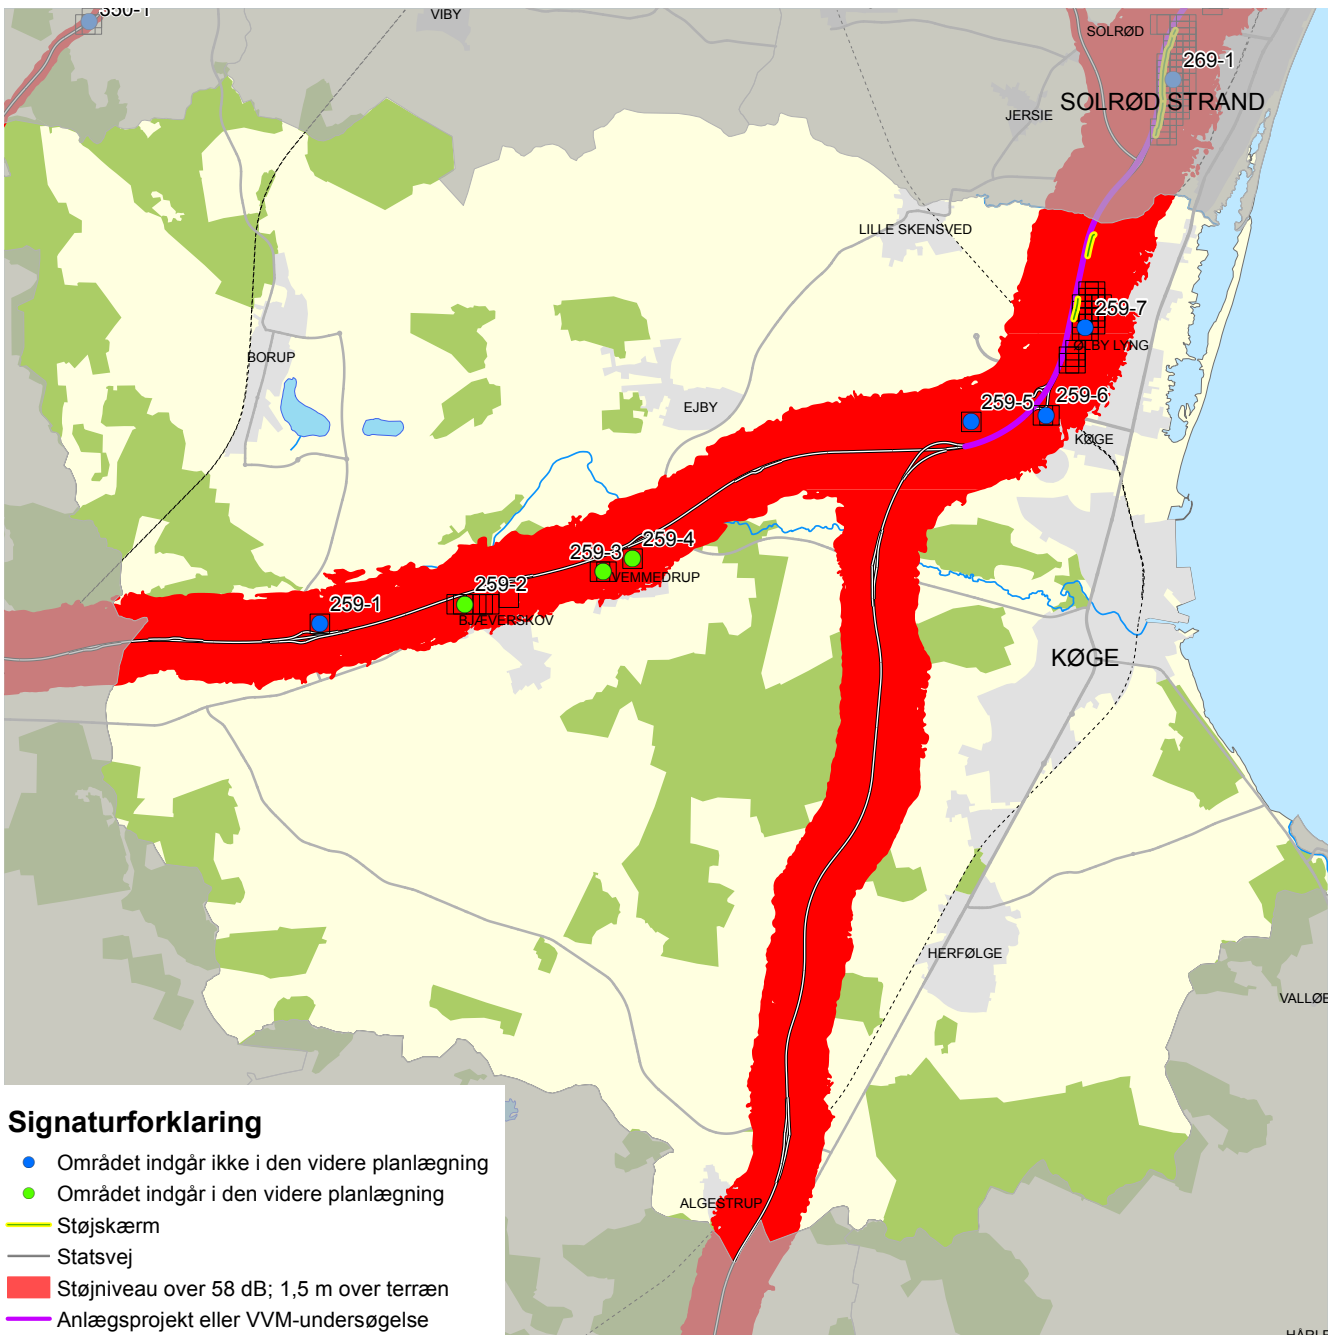 350-1
VIBY
SOLRØD
269-1
SOLRØD STRAND
JERSIE
LILLE SKENSVED
259-7
ØLBY LYNG
BORUP
EJBY
259-5
259-6
KØGE
259-3
259-4
VEMMEDRUP
259-2
259-1
BJÆVERSKOV
KØGE
HERFØLGE
VALLØB
ALGESTRUP
Signaturforklaring
Området indgår ikke i den videre planlægning
Området indgår i den videre planlægning
Støjskærm
Statsvej
Støjniveau over 58 dB; 1,5 m over terræn
Anlægsprojekt eller VVM-undersøgelse